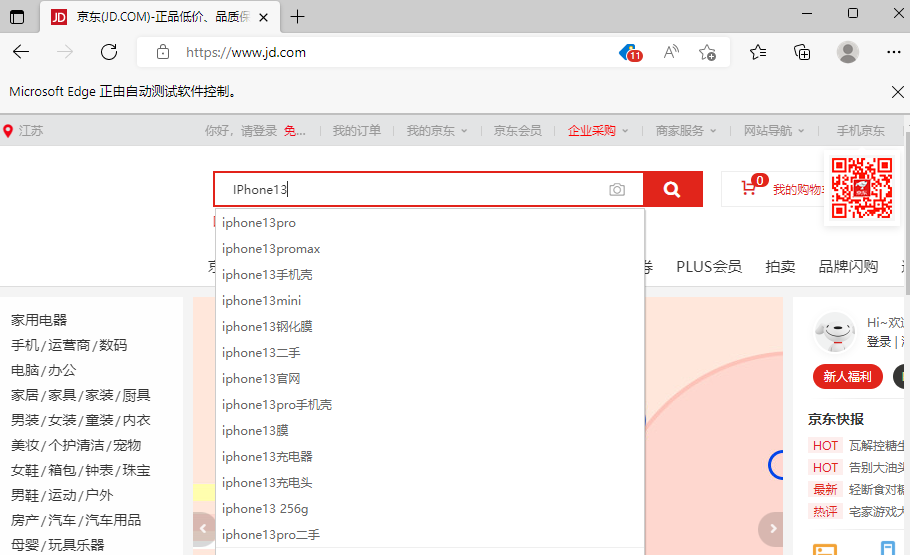 京东(JD.COM)-正品低价、品质保
https://www.jd.com
11
Microsoft Edge 正由自动测试软件控制。
江苏
你好，请登录 免...
我的订单
我的京东
京东会员
企业采购
商家服务
网站导航
手机京东
IPhone13
0
我的购物车
iphone13pro
iphone13promax
iphone13手机壳
iphone13mini
iphone13钢化膜
iphone13二手
iphone13官网
iphone13pro手机壳
iphone13膜
iphone13充电器
iphone13充电头
iphone13 256g
iphone13pro二手
券
PLUS会员
拍卖
品牌闪购
家用电器
手机/运营商/数码
电脑/办公
家居/家具/家装/厨具
男装/女装/童装/内衣
美妆/个护清洁/宠物
女鞋/箱包/钟表/珠宝
男鞋/运动/户外
房产/汽车/汽车用品
母婴/玩具乐器
Hi~欢迎
登录 |
新人福利
京东快报
HOT 瓦解控糖生
HOT 告别大油头
最新 轻断食对糖
热评 宅家游戏大